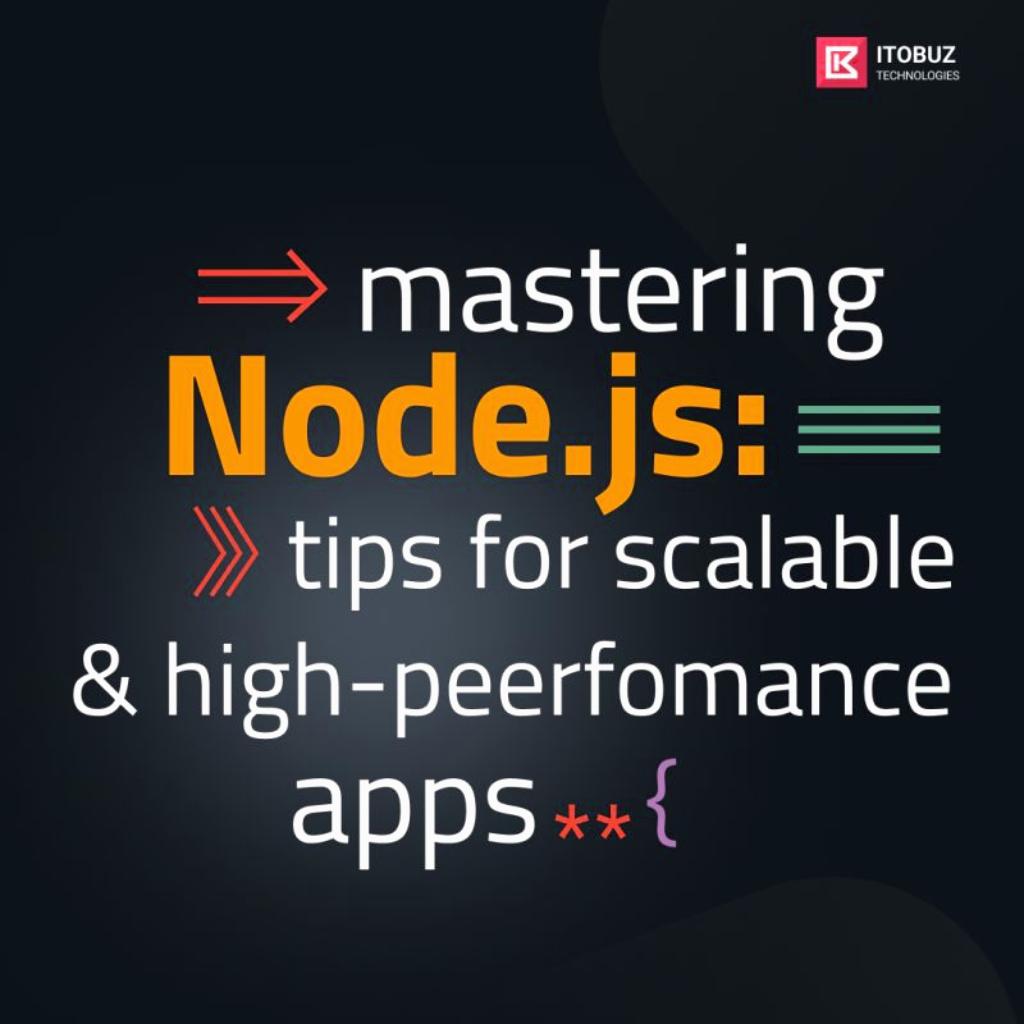 ITOBUZ
TECHNOLOGIES
⇒ mastering
Node.js: ≡
⟫ tips for scalable
& high-peerfomance
apps ** {